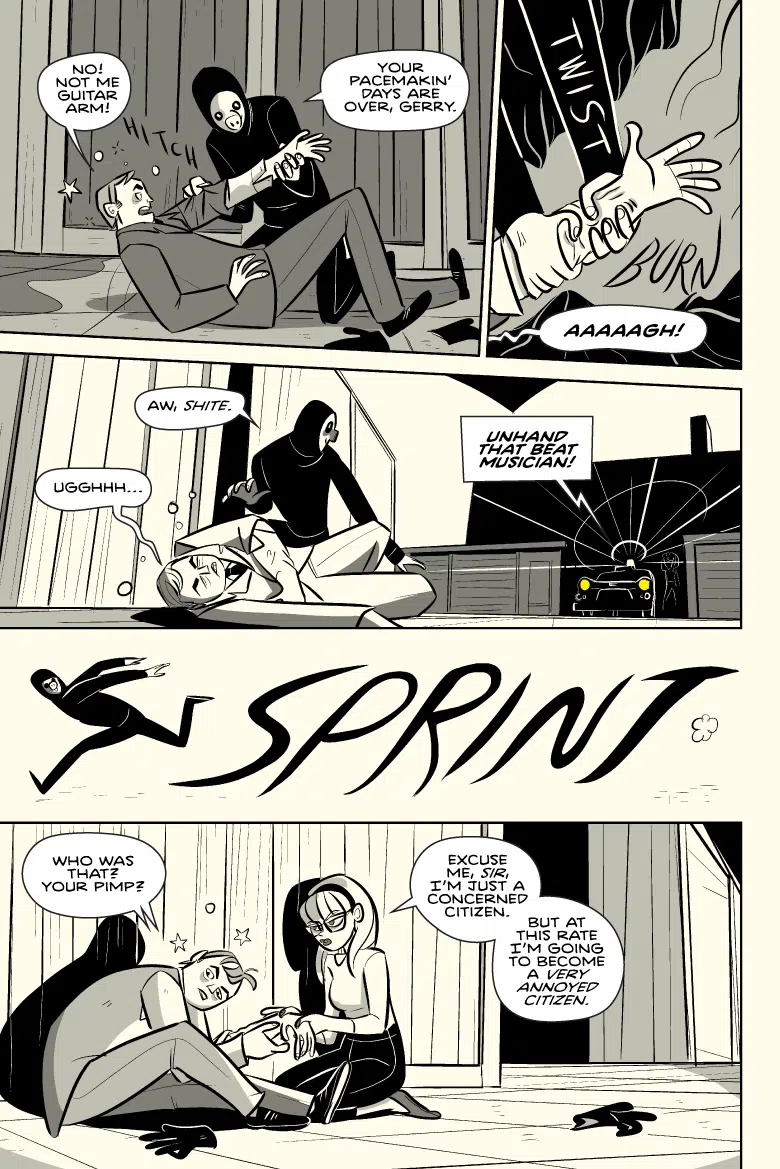 NO!
NOT ME
GUITAR
ARM!
YOUR
PACEMAKIN'
DAYS ARE
OVER, GERRY.
HITCH
TWIST
BURN
AAAAAGH!
AW, SHITE.
UGGHHH...
UNHAND
THAT BEAT
MUSICIAN!
SPRINT
WHO WAS
THAT?
YOUR PIMP?
EXCUSE
ME, SIR,
I'M JUST A
CONCERNED
CITIZEN.
BUT AT
THIS RATE
I'M GOING
TO BECOME
A VERY
ANNOYED
CITIZEN.